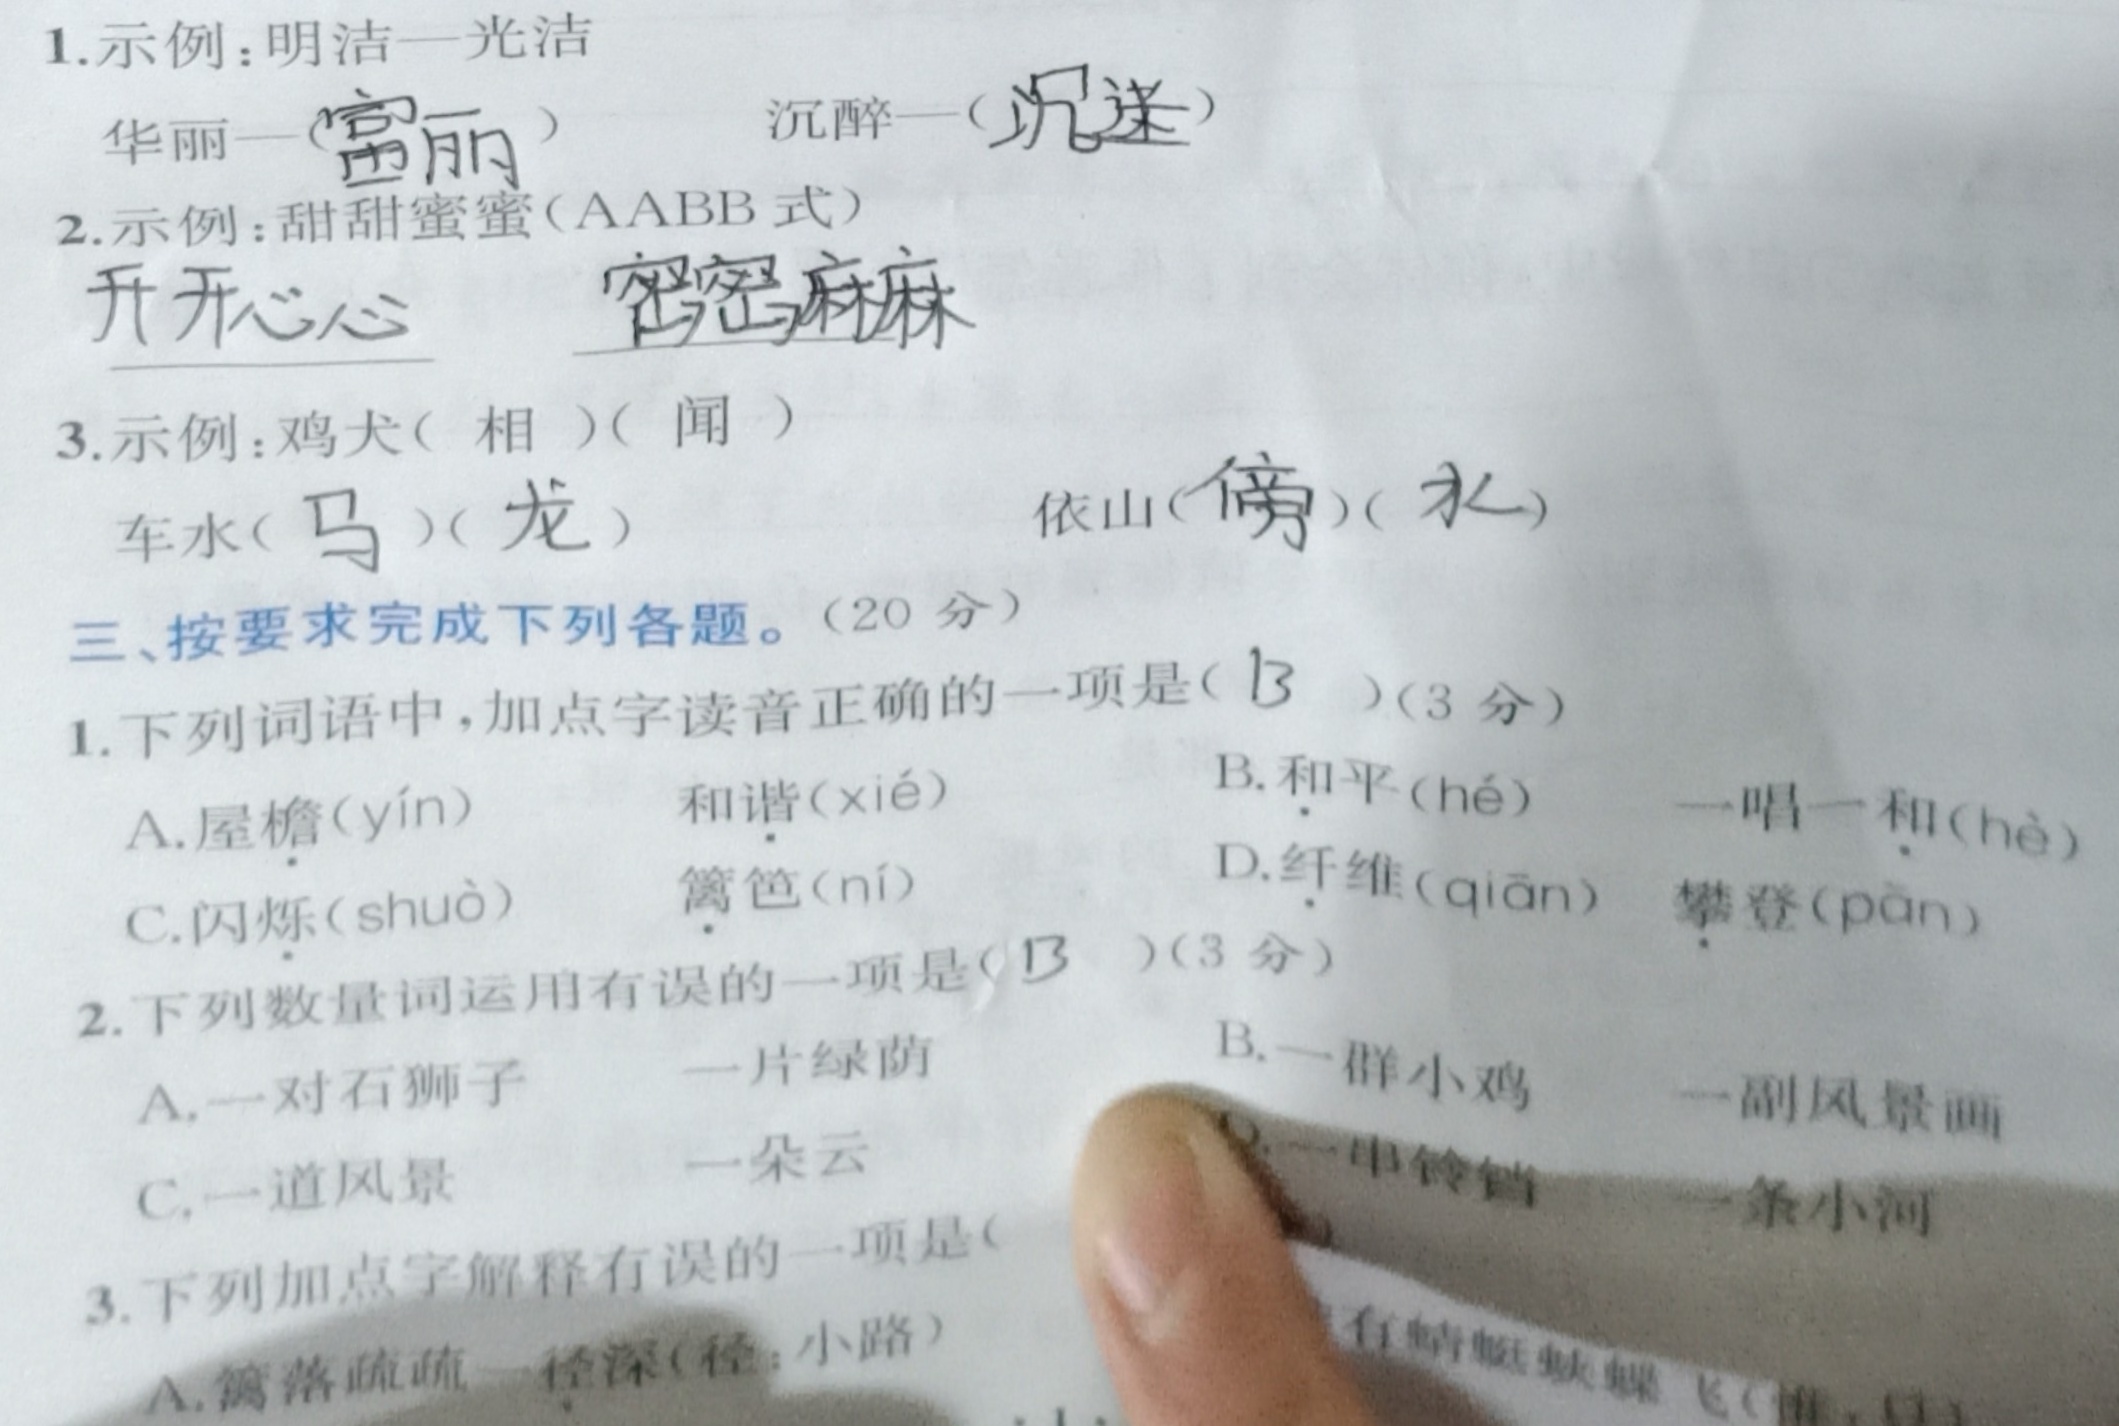 1.示例:明洁—光洁
华丽—(富丽) 沉醉—(沉迷)
2.示例:甜甜蜜蜜(AABB式)
开开心心 密密麻麻
3.示例:鸡犬( 相 )( 闻 )
车水( 马 )( 龙 ) 依山( 傍 )( 水 )
三、按要求完成下列各题。(20 分)
1.下列词语中,加点字读音正确的一项是( B )(3 分)
A.屋檐(yín) 和谐(xié) B.和平(hé) 一唱一和(hè)
C.闪烁(shuò) 篱笆(ní) D.纤维(qiān) 攀登(pān)
2.下列数量词运用有误的一项是( B )(3 分)
A.一对石狮子 一片绿荫 B.一群小鸡 一副风景画
C.一道风景 一朵云 D.一串铃铛 一条小河
3.下列加点字解释有误的一项是(
A.篱落疏疏一径深(径:小路) 有蜻蜓蛱蝶飞(